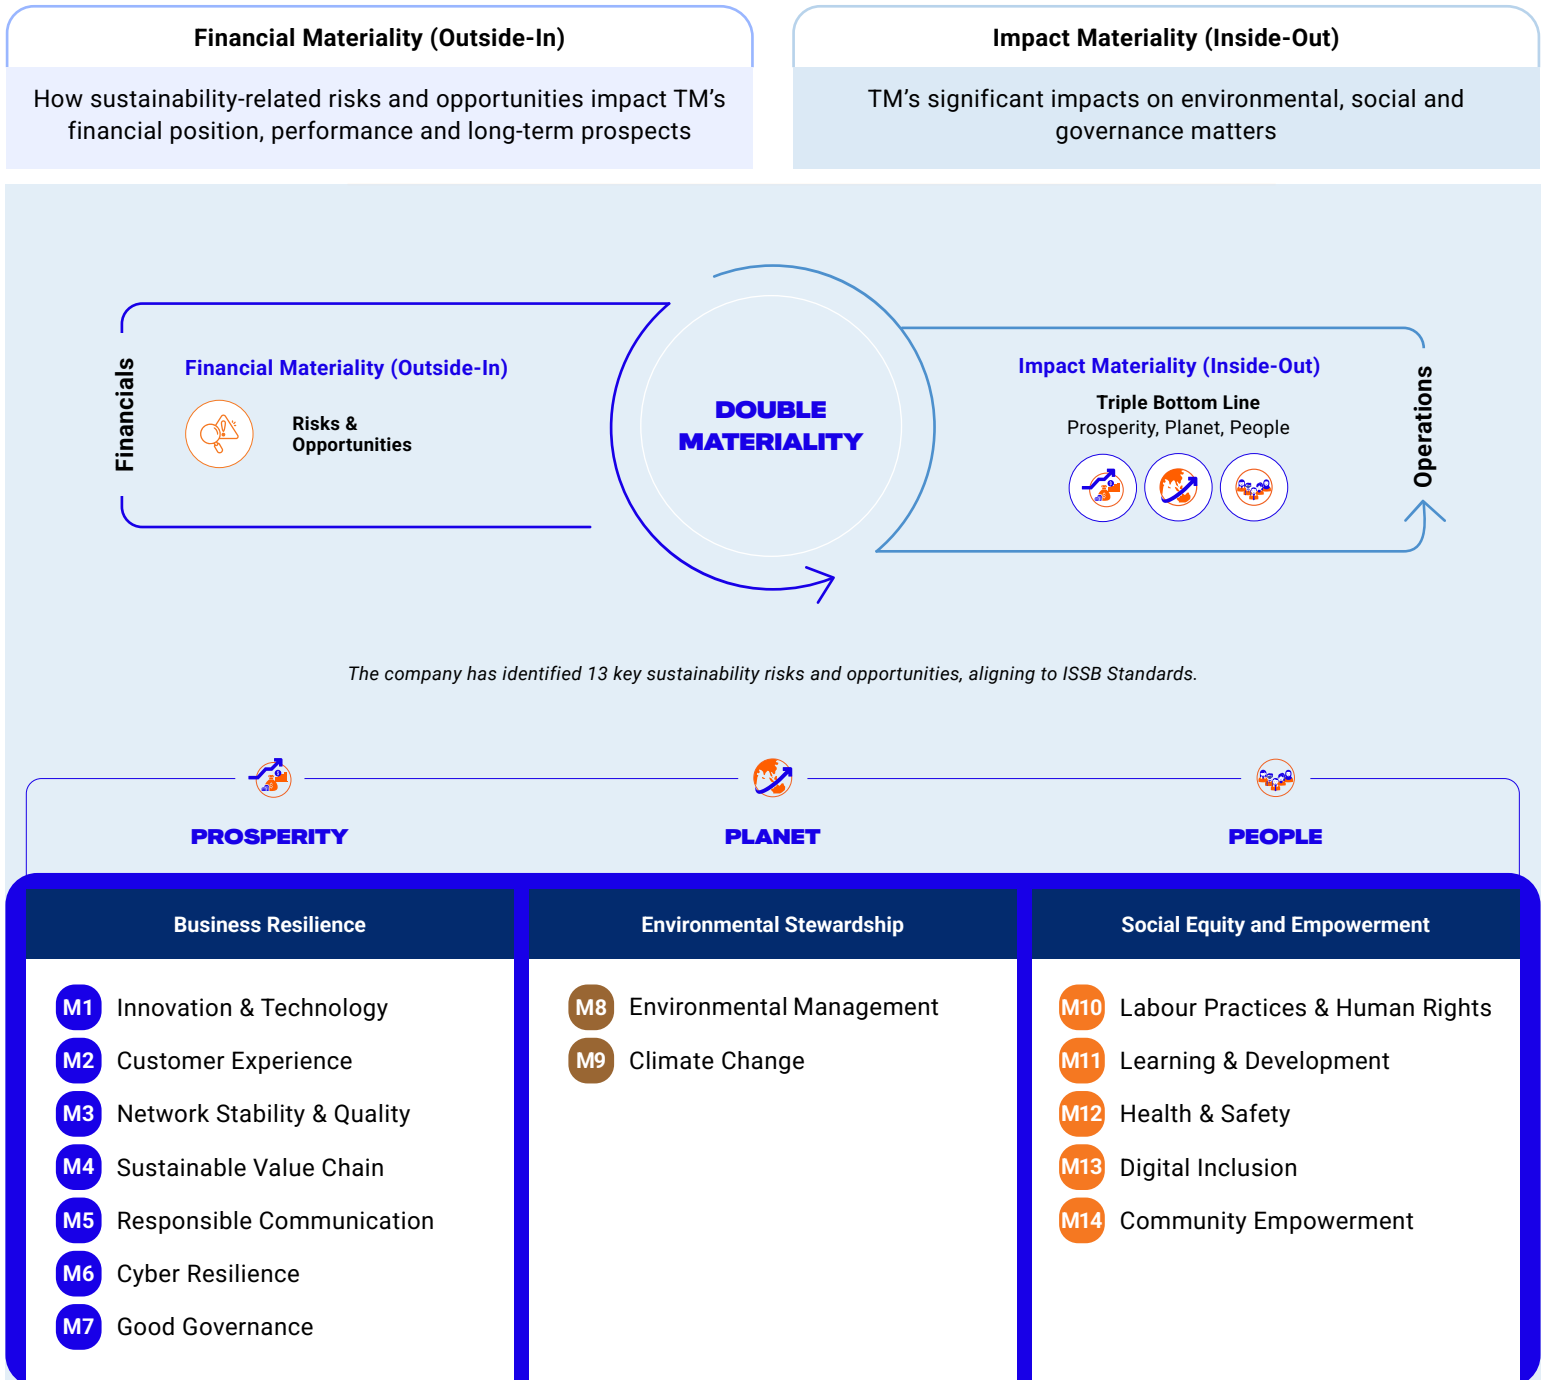 Financial Materiality (Outside-In)
How sustainability-related risks and opportunities impact TM's
financial position, performance and long-term prospects
Impact Materiality (Inside-Out)
TM's significant impacts on environmental, social and
governance matters
Financials
Financial Materiality (Outside-In)
Risks &
Opportunities
DOUBLE
MATERIALITY
Impact Materiality (Inside-Out)
Triple Bottom Line
Prosperity, Planet, People
Operations
The company has identified 13 key sustainability risks and opportunities, aligning to ISSB Standards.
PROSPERITY
PLANET
PEOPLE
Business Resilience
M1 Innovation & Technology
M2 Customer Experience
M3 Network Stability & Quality
M4 Sustainable Value Chain
M5 Responsible Communication
M6 Cyber Resilience
M7 Good Governance
Environmental Stewardship
M8 Environmental Management
M9 Climate Change
Social Equity and Empowerment
M10 Labour Practices & Human Rights
M11 Learning & Development
M12 Health & Safety
M13 Digital Inclusion
M14 Community Empowerment